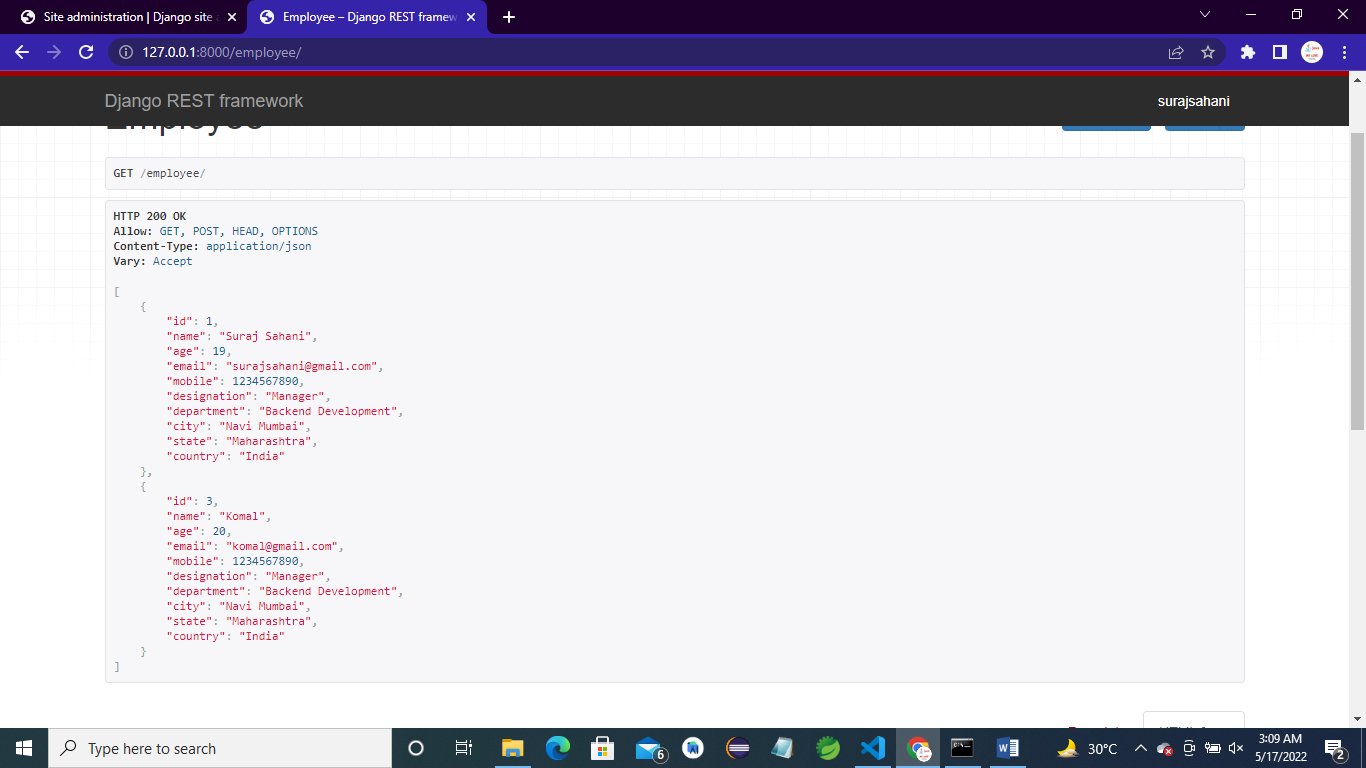 Site administration | Django site
Employee – Django REST framew
127.0.0.1:8000/employee/
Django REST framework
surajsahani
Employee
GET /employee/
HTTP 200 OK
Allow: GET, POST, HEAD, OPTIONS
Content-Type: application/json
Vary: Accept
[
{
"id": 1,
"name": "Suraj Sahani",
"age": 19,
"email": "surajsahani@gmail.com",
"mobile": 1234567890,
"designation": "Manager",
"department": "Backend Development",
"city": "Navi Mumbai",
"state": "Maharashtra",
"country": "India"
},
{
"id": 3,
"name": "Komal",
"age": 20,
"email": "komal@gmail.com",
"mobile": 1234567890,
"designation": "Manager",
"department": "Backend Development",
"city": "Navi Mumbai",
"state": "Maharashtra",
"country": "India"
}
]
Type here to search
6
30°C
3:09 AM
5/17/2022
2